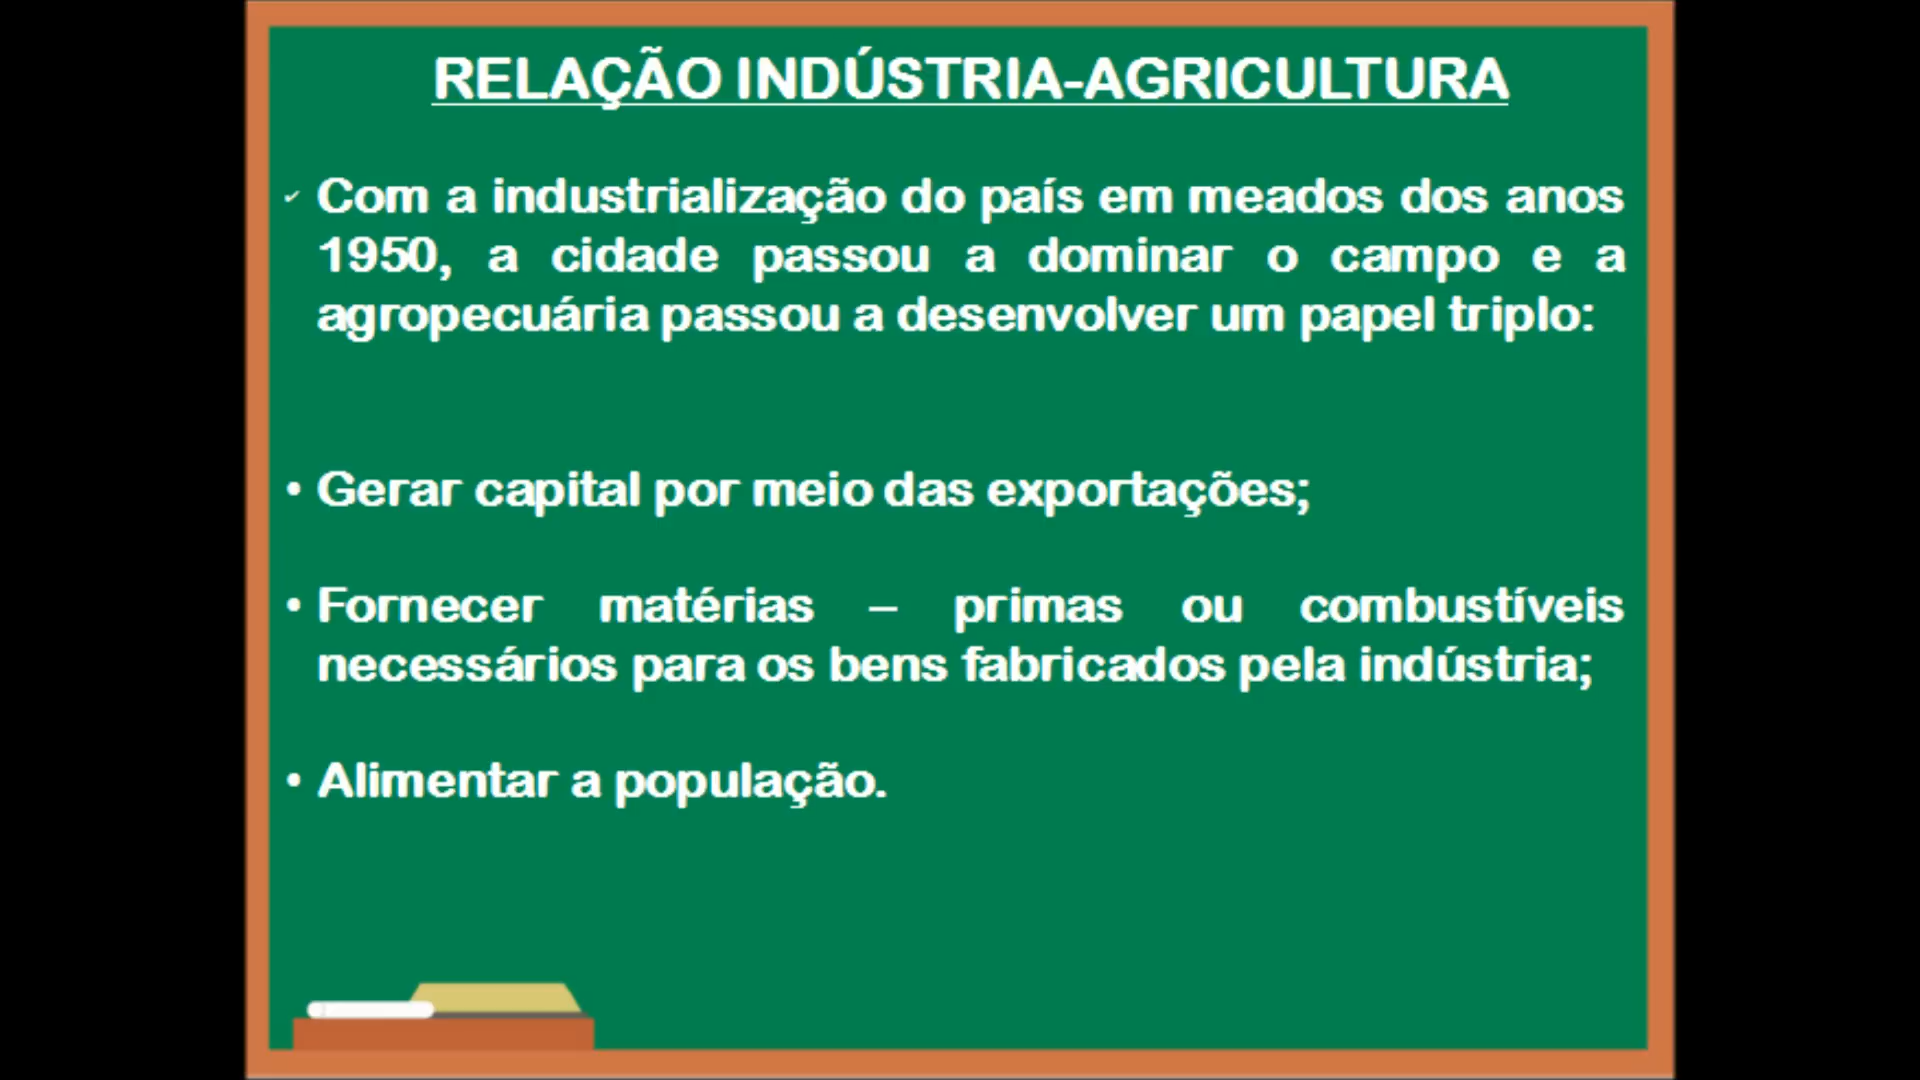 RELAÇÃO INDÚSTRIA-AGRICULTURA
✓ Com a industrialização do país em meados dos anos
1950, a cidade passou a dominar o campo e a
agropecuária passou a desenvolver um papel triplo:
• Gerar capital por meio das exportações;
• Fornecer matérias – primas ou combustíveis
necessários para os bens fabricados pela indústria;
• Alimentar a população.